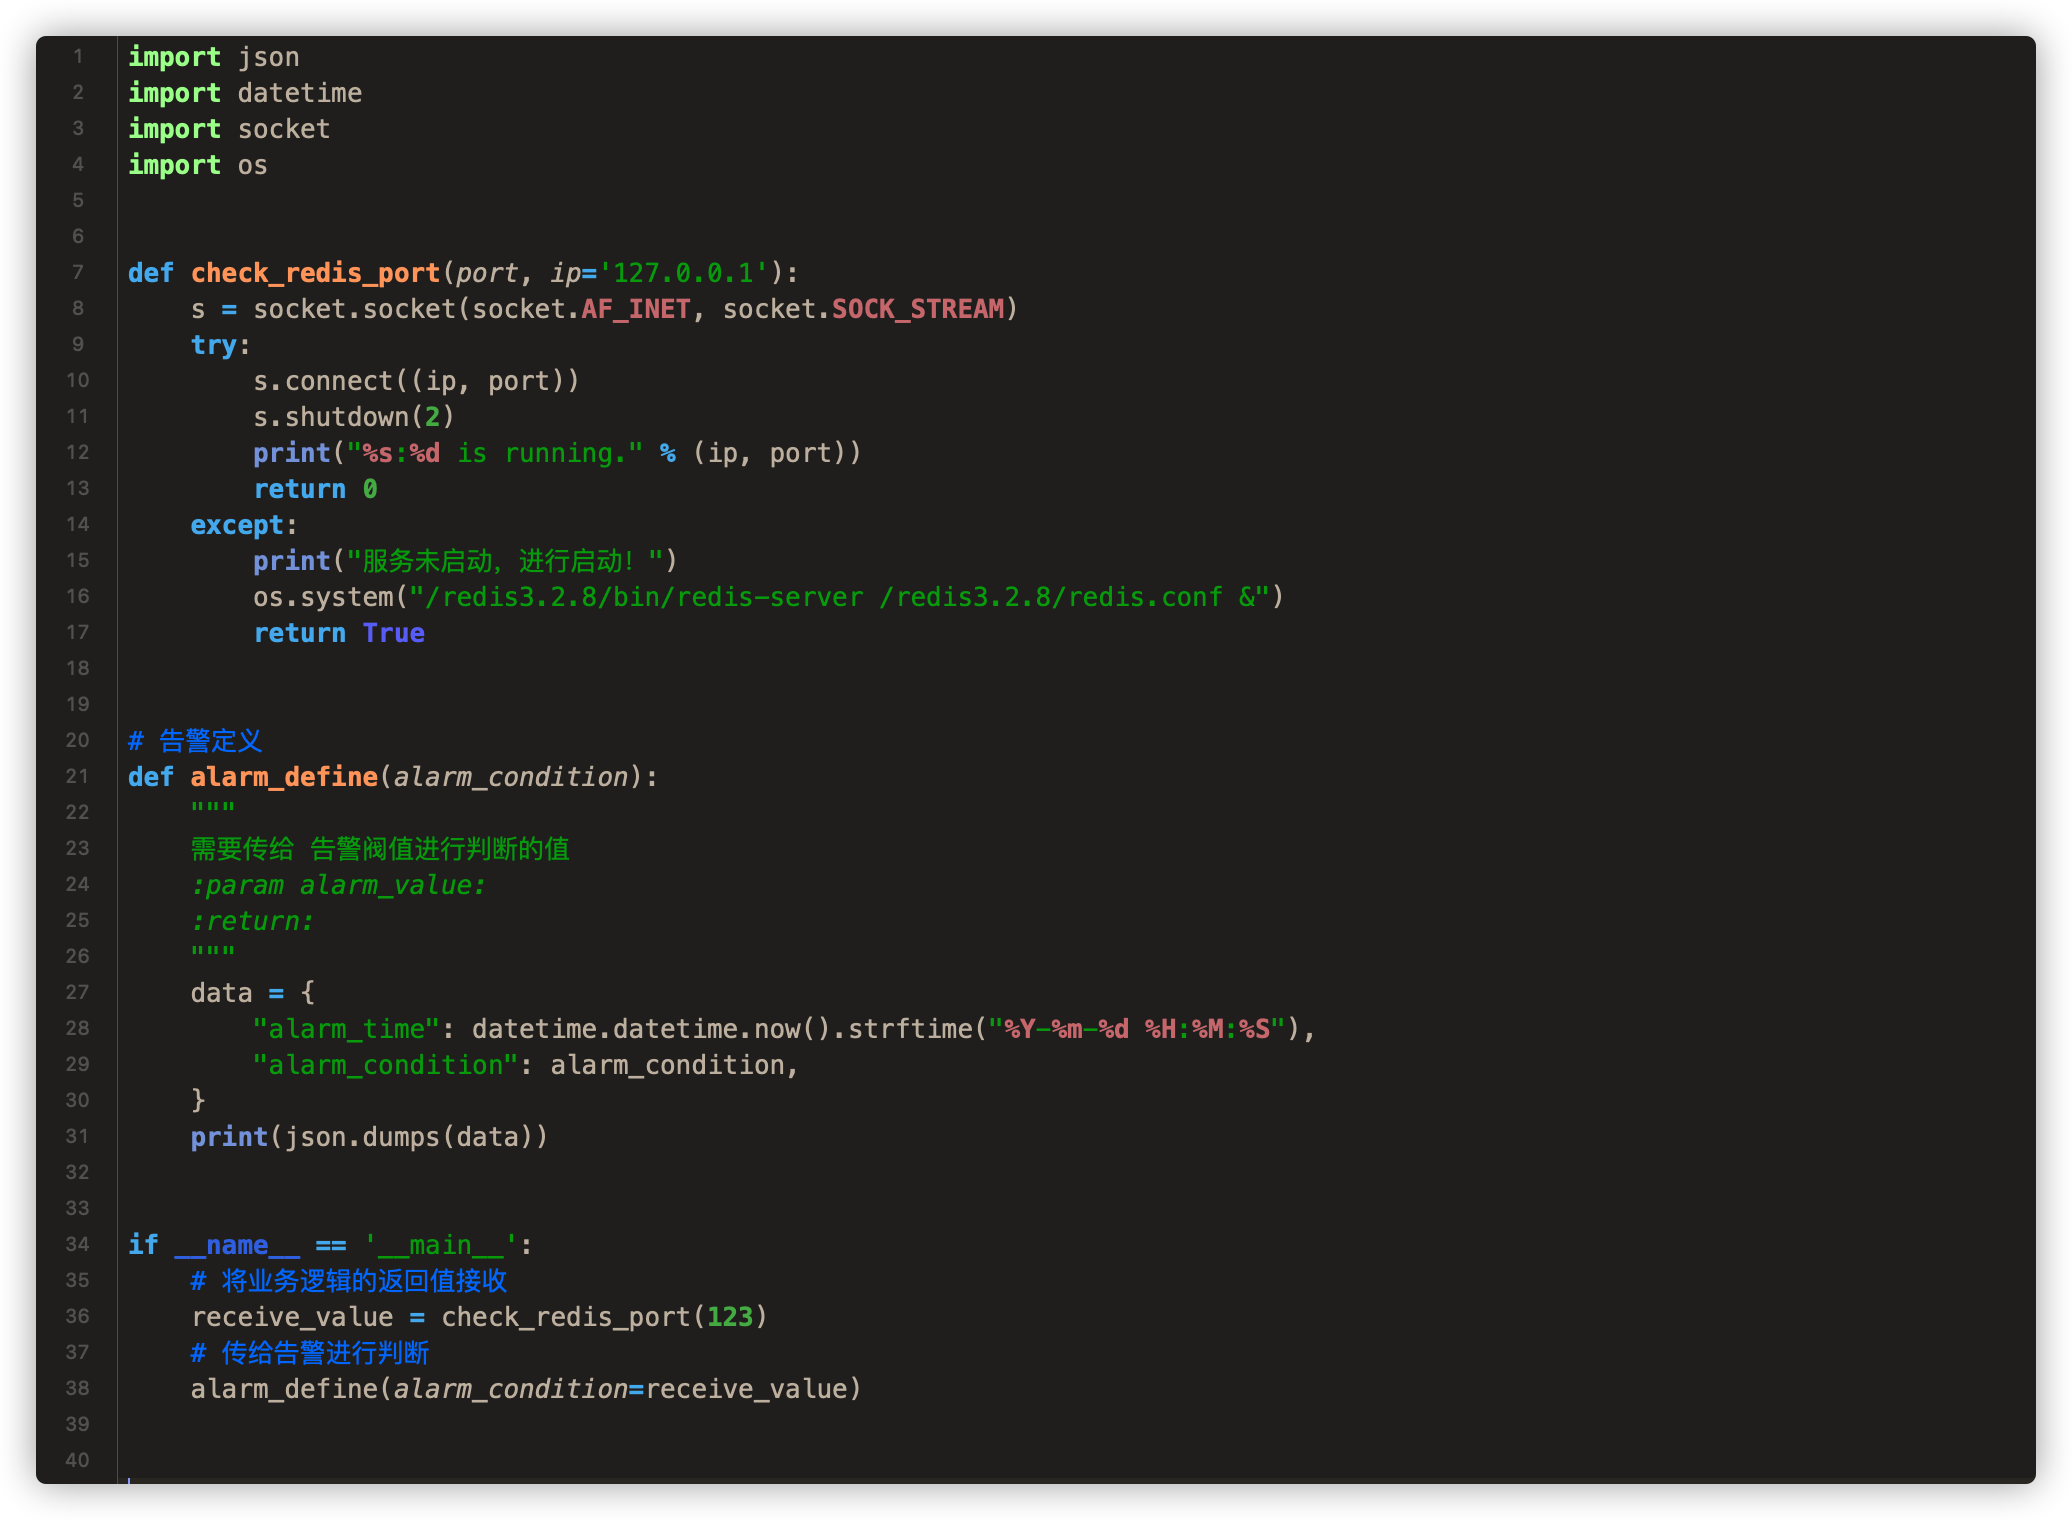 1 import json
2 import datetime
3 import socket
4 import os
5
6
7 def check_redis_port(port, ip='127.0.0.1'):
8     s = socket.socket(socket.AF_INET, socket.SOCK_STREAM)
9     try:
10         s.connect((ip, port))
11         s.shutdown(2)
12         print("%s:%d is running." % (ip, port))
13         return 0
14     except:
15         print("服务未启动，进行启动！")
16         os.system("/redis3.2.8/bin/redis-server /redis3.2.8/redis.conf &")
17         return True
18
19
20 # 告警定义
21 def alarm_define(alarm_condition):
22     """
23     需要传给 告警阀值进行判断的值
24     :param alarm_value:
25     :return:
26     """
27     data = {
28         "alarm_time": datetime.datetime.now().strftime("%Y-%m-%d %H:%M:%S"),
29         "alarm_condition": alarm_condition,
30     }
31     print(json.dumps(data))
32
33
34 if __name__ == '__main__':
35     # 将业务逻辑的返回值接收
36     receive_value = check_redis_port(123)
37     # 传给告警进行判断
38     alarm_define(alarm_condition=receive_value)
39
40